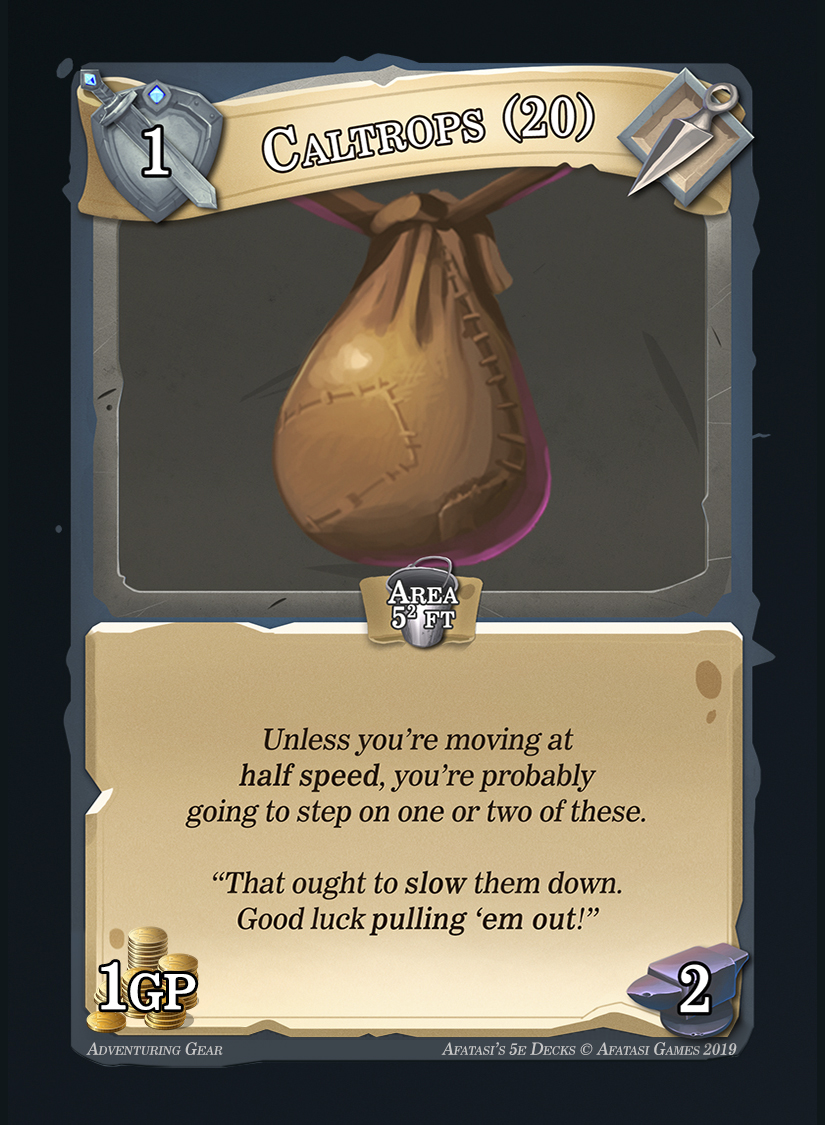 1
Caltrops (20)
Area
5² ft
Unless you’re moving at
half speed, you’re probably
going to step on one or two of these.
“That ought to slow them down.
Good luck pulling ‘em out!”
1GP
2
Adventuring Gear
Afatasi's 5e Decks © Afatasi Games 2019